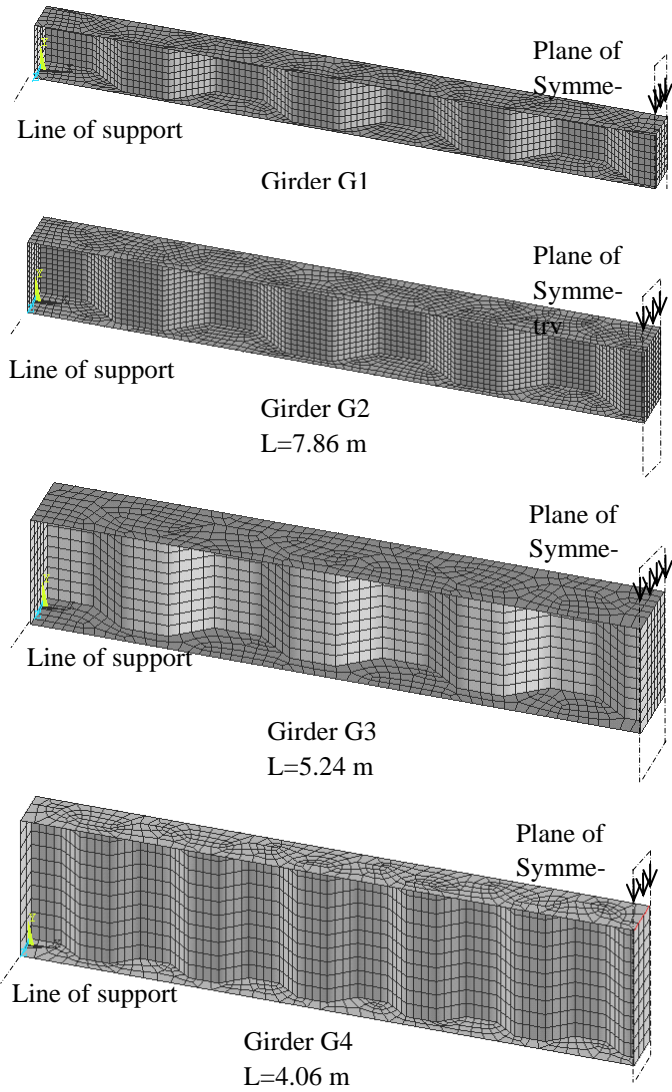 Plane of
Symme-
Line of support
Girder G1
Plane of
Symme-
try
Line of support
Girder G2
L=7.86 m
Plane of
Symme-
Line of support
Girder G3
L=5.24 m
Plane of
Symme-
Line of support
Girder G4
L=4.06 m